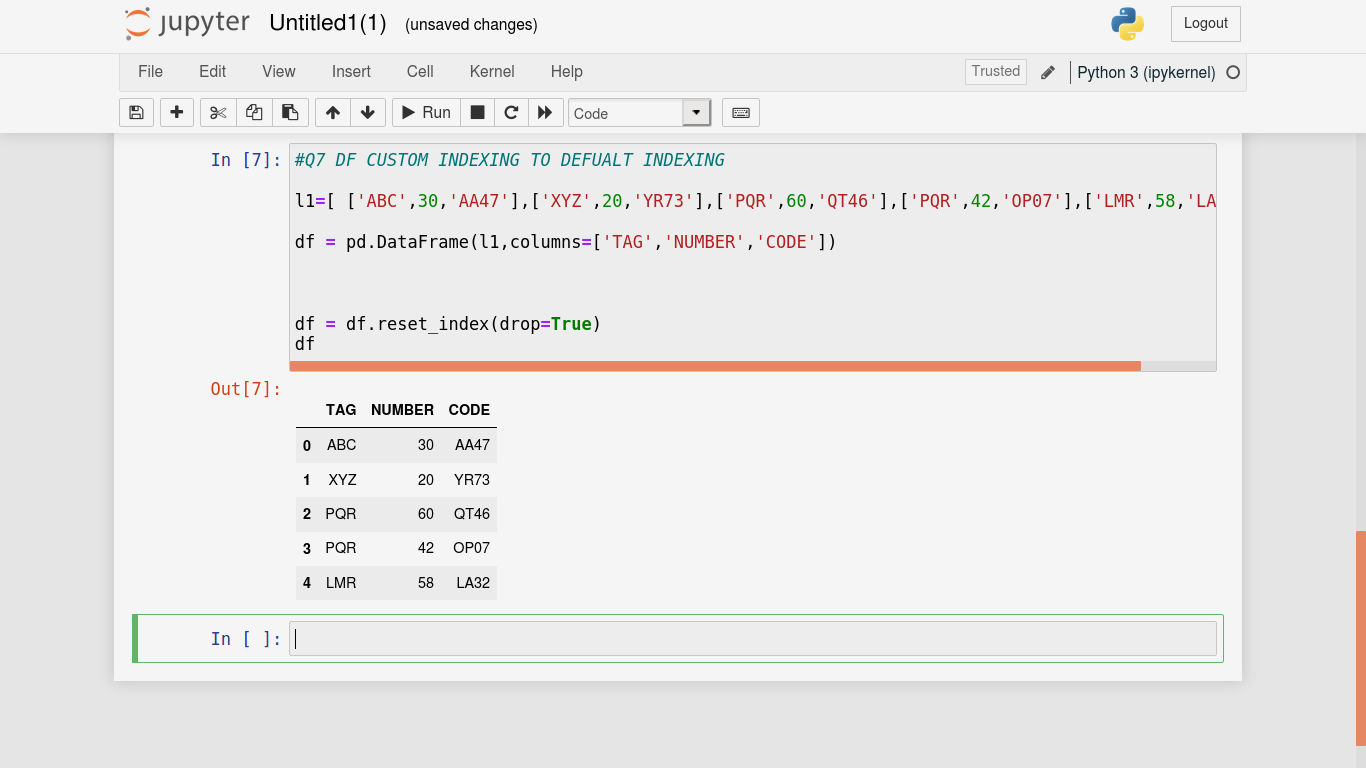 jupyter Untitled1(1) (unsaved changes) Logout
File Edit View Insert Cell Kernel Help Trusted Python 3 (ipykernel)
Run Code
In [7]: #Q7 DF CUSTOM INDEXING TO DEFUALT INDEXING
l1=[ ['ABC',30,'AA47'],['XYZ',20,'YR73'],['PQR',60,'QT46'],['PQR',42,'OP07'],['LMR',58,'LA
df = pd.DataFrame(l1,columns=['TAG','NUMBER','CODE'])
df = df.reset_index(drop=True)
df
Out[7]:
TAG NUMBER CODE
0 ABC 30 AA47
1 XYZ 20 YR73
2 PQR 60 QT46
3 PQR 42 OP07
4 LMR 58 LA32
In [ ]: